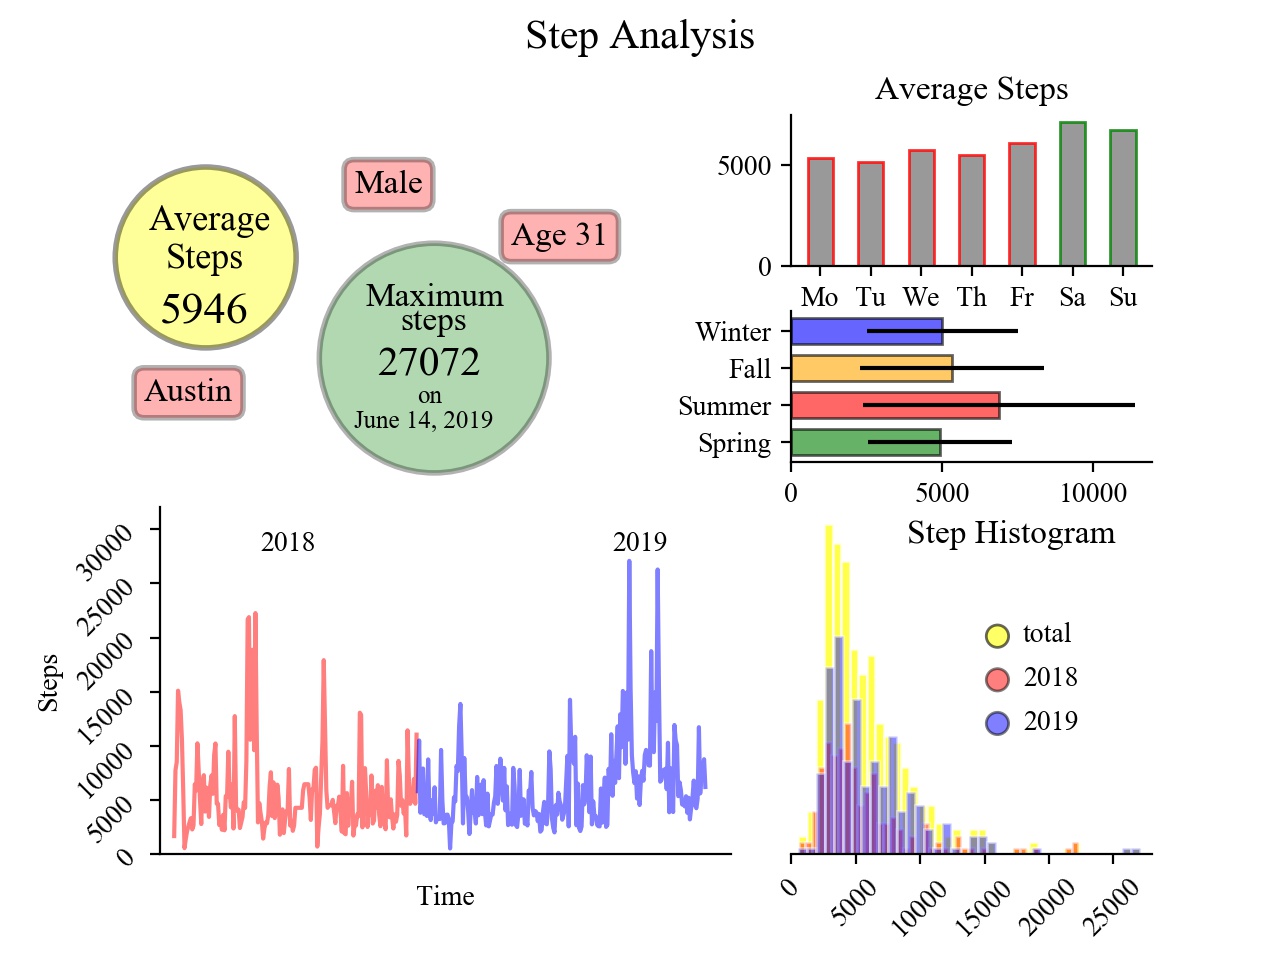 Step Analysis
Average
Steps
5946
Male
Age 31
Maximum
steps
27072
on
June 14, 2019
Austin
Average Steps
5000
0
Mo Tu We Th Fr Sa Su
Winter
Fall
Summer
Spring
0 5000 10000
2018 2019
30000
25000
20000
15000
10000
5000
0
Steps
Time
Step Histogram
total
2018
2019
0 5000 10000 15000 20000 25000